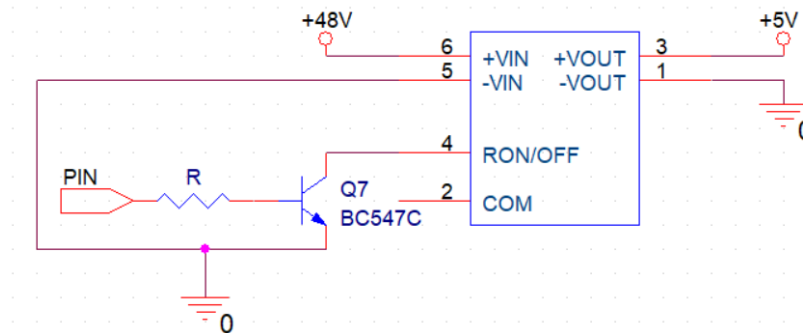 +48V
+5V
6 +VIN +VOUT 3
5 -VIN -VOUT 1
0
4 RON/OFF
PIN R Q7
2 COM
BC547C
0